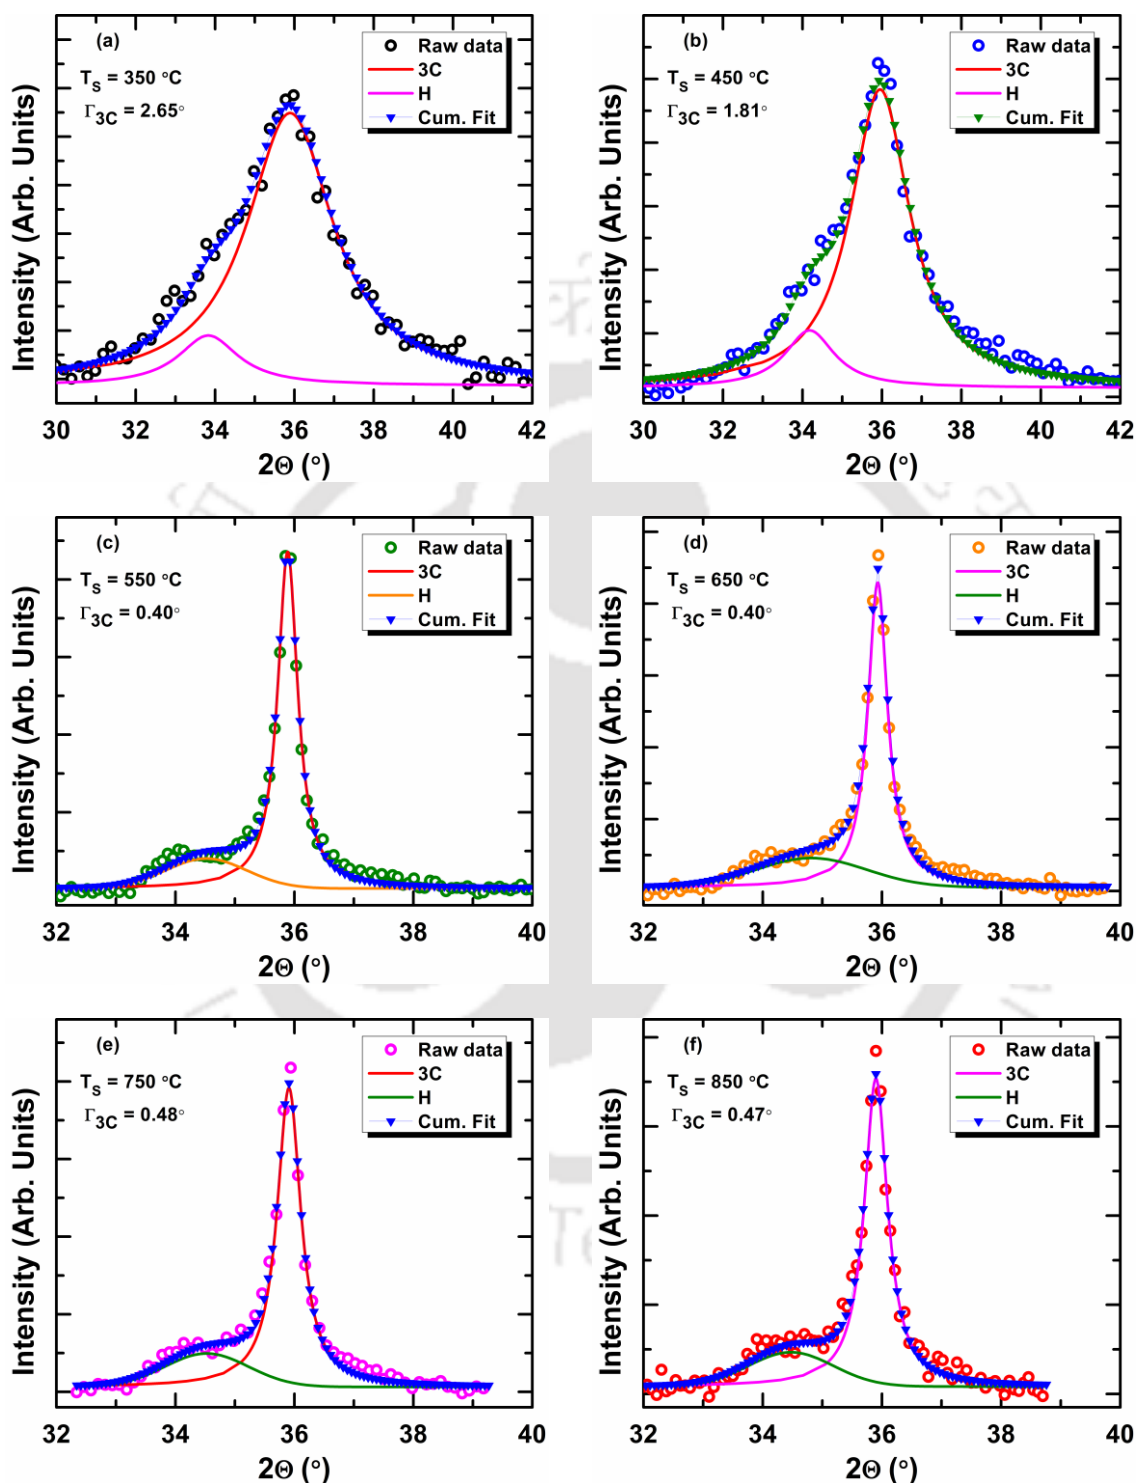 (a)
T_S = 350 °C
Γ_3C = 2.65°
Raw data
3C
H
Cum. Fit
Intensity (Arb. Units)
30 32 34 36 38 40 42
2Θ (°)
(b)
T_S = 450 °C
Γ_3C = 1.81°
Raw data
3C
H
Cum. Fit
Intensity (Arb. Units)
30 31 32 33 34 35 36 37 38 39 40 41 42
2Θ (°)
(c)
T_S = 550 °C
Γ_3C = 0.40°
Raw data
3C
H
Cum. Fit
Intensity (Arb. Units)
32 34 36 38 40
2Θ (°)
(d)
T_S = 650 °C
Γ_3C = 0.40°
Raw data
3C
H
Cum. Fit
Intensity (Arb. Units)
32 34 36 38 40
2Θ (°)
(e)
T_S = 750 °C
Γ_3C = 0.48°
Raw data
3C
H
Cum. Fit
Intensity (Arb. Units)
32 34 36 38 40
2Θ (°)
(f)
T_S = 850 °C
Γ_3C = 0.47°
Raw data
3C
H
Cum. Fit
Intensity (Arb. Units)
32 34 36 38 40
2Θ (°)